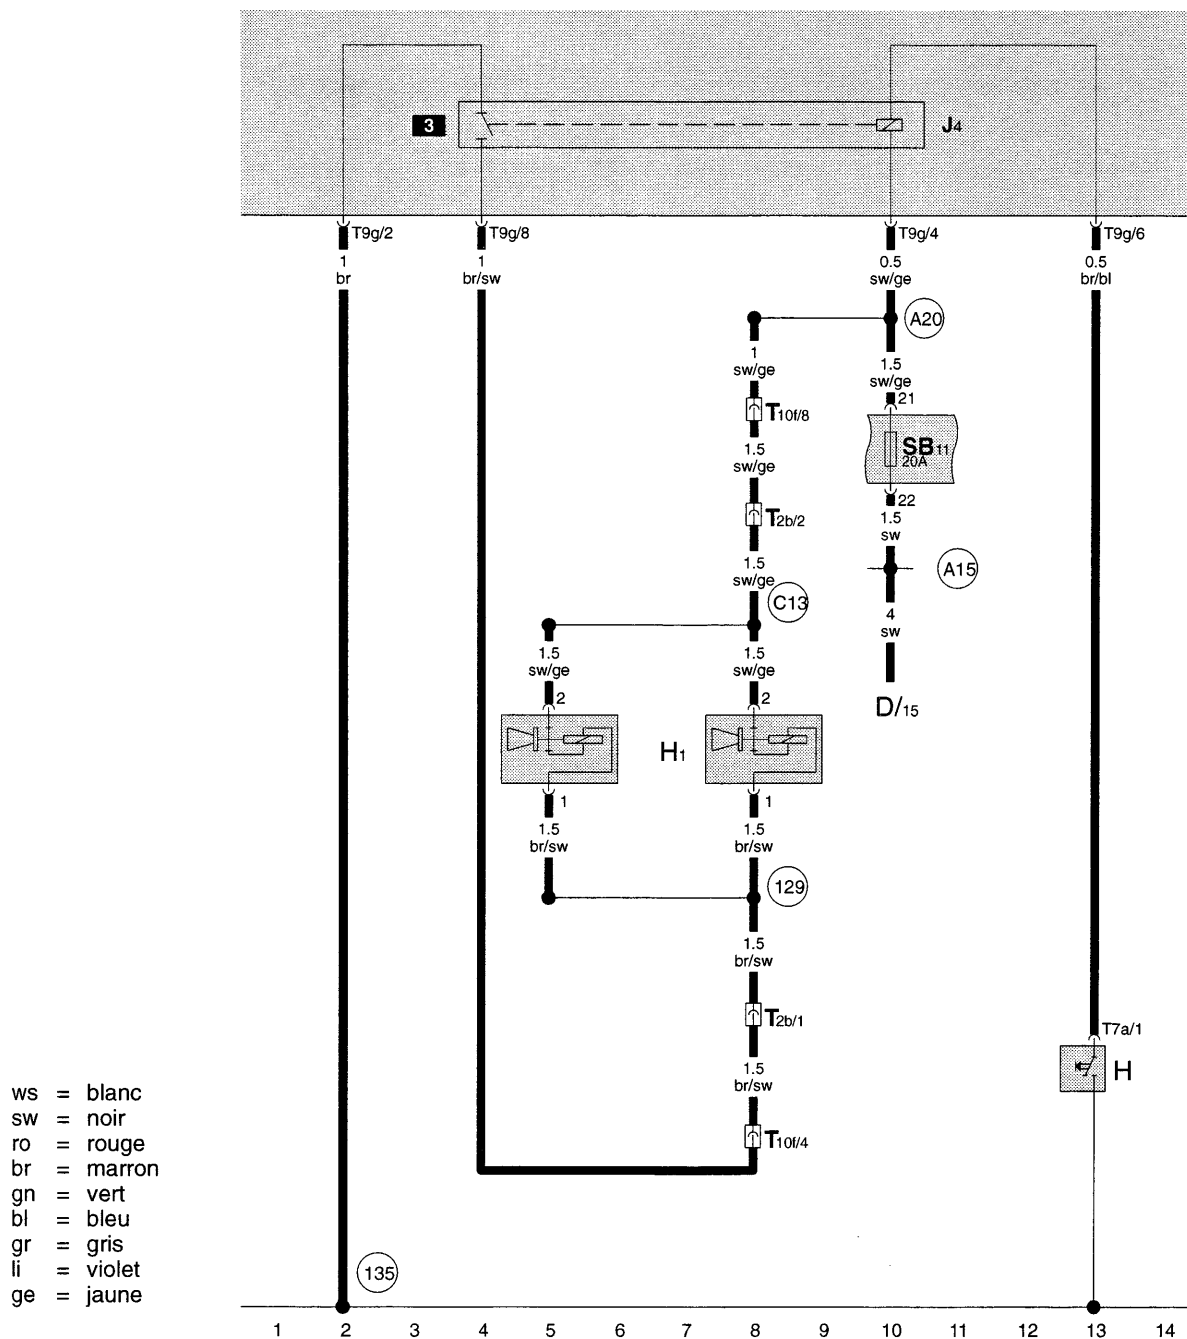 3
J4
T9g/2
T9g/8
T9g/4
T9g/6
1
br
1
br/sw
0.5
sw/ge
0.5
br/bl
A20
1
sw/ge
1.5
sw/ge
21
T10f/8
SB11
20A
1.5
sw/ge
22
T2b/2
1.5
sw
1.5
sw/ge
A15
C13
4
sw
1.5
sw/ge
1.5
sw/ge
2
2
D/15
H1
1
1
1.5
br/sw
1.5
br/sw
129
1.5
br/sw
T2b/1
T7a/1
H
1.5
br/sw
T10f/4
ws = blanc
sw = noir
ro = rouge
br = marron
gn = vert
bl = bleu
gr = gris
li = violet
ge = jaune
135
1 2 3 4 5 6 7 8 9 10 11 12 13 14